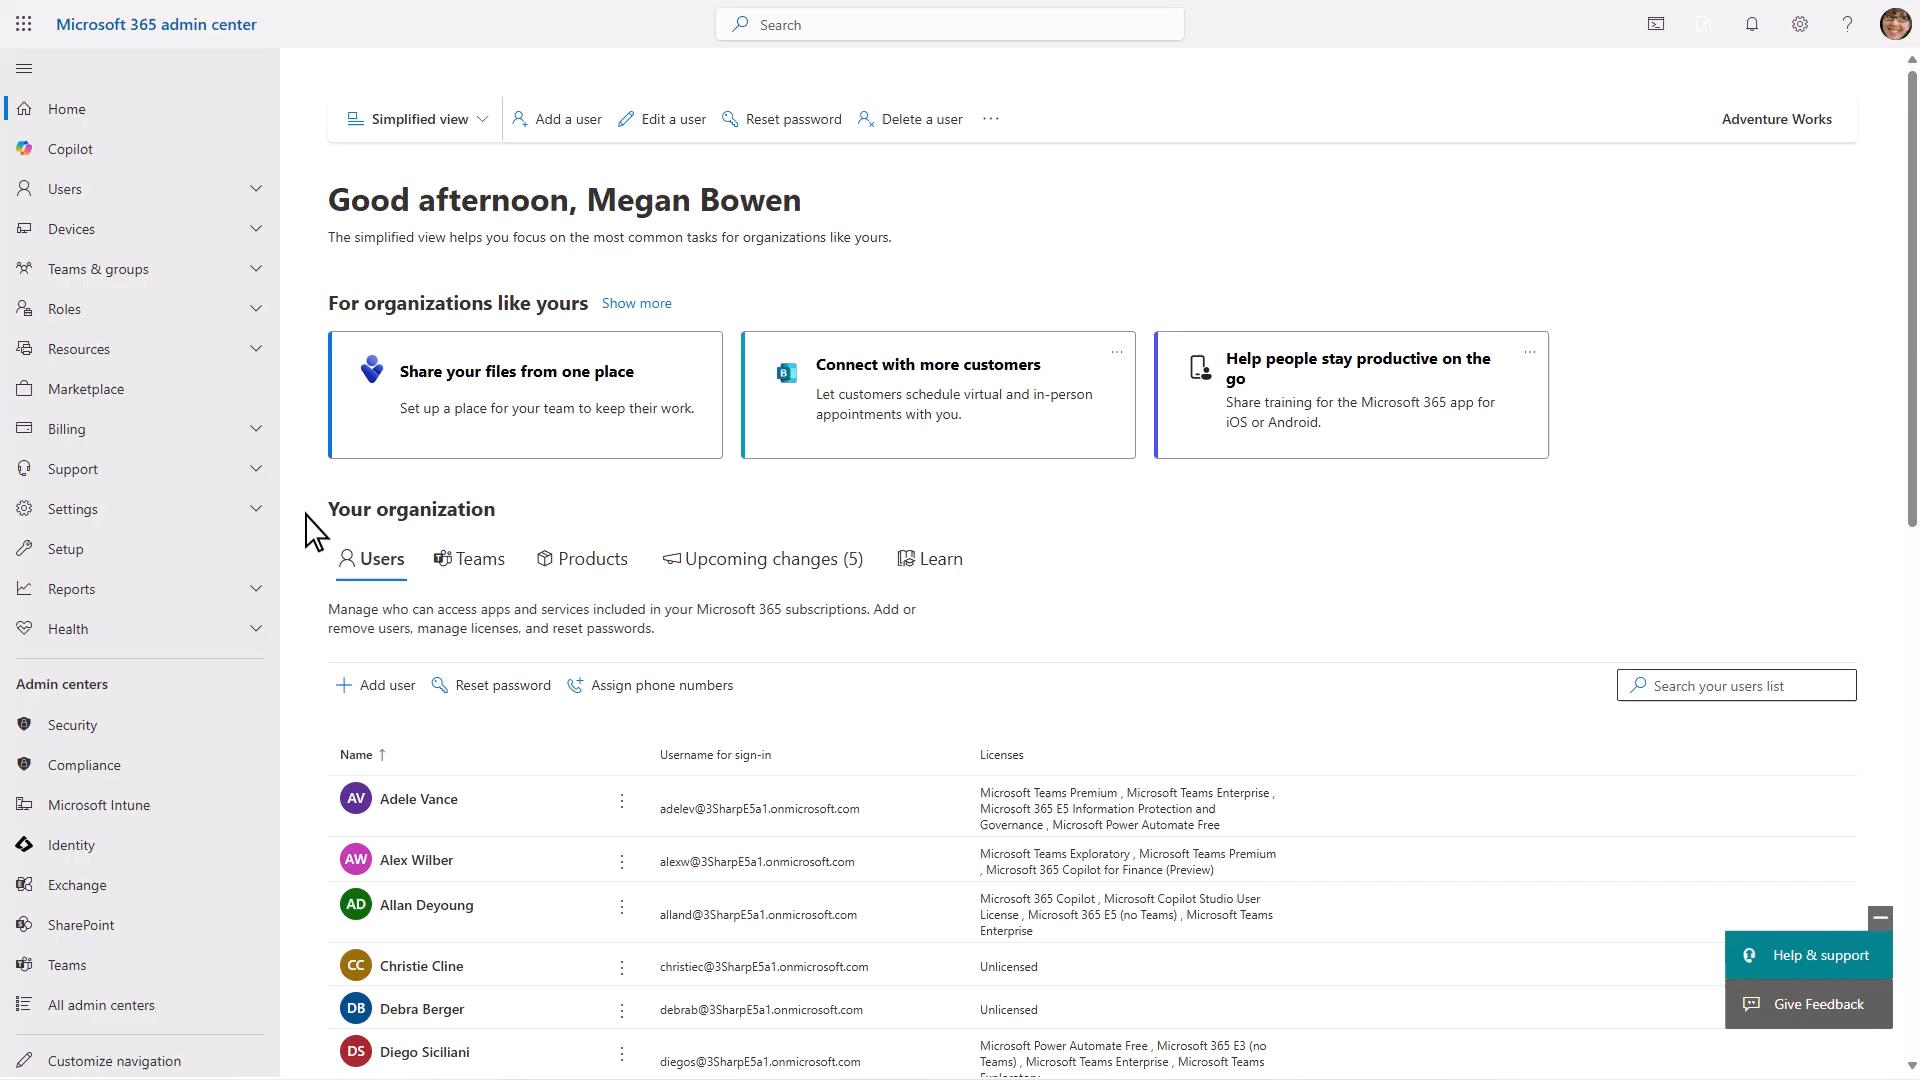 Microsoft 365 admin center
Search
Home
Copilot
Users
Devices
Teams & groups
Roles
Resources
Marketplace
Billing
Support
Settings
Setup
Reports
Health
Admin centers
Security
Compliance
Microsoft Intune
Identity
Exchange
SharePoint
Teams
All admin centers
Customize navigation
Simplified view
Add a user
Edit a user
Reset password
Delete a user
Adventure Works
Good afternoon, Megan Bowen
The simplified view helps you focus on the most common tasks for organizations like yours.
For organizations like yours Show more
Share your files from one place
Set up a place for your team to keep their work.
Connect with more customers
Let customers schedule virtual and in-person
appointments with you.
Help people stay productive on the
go
Share training for the Microsoft 365 app for
iOS or Android.
Your organization
Users
Teams
Products
Upcoming changes (5)
Learn
Manage who can access apps and services included in your Microsoft 365 subscriptions. Add or
remove users, manage licenses, and reset passwords.
Add user
Reset password
Assign phone numbers
Search your users list
Name ↑
Username for sign-in
Licenses
AV Adele Vance
adelev@3SharpE5a1.onmicrosoft.com
Microsoft Teams Premium , Microsoft Teams Enterprise ,
Microsoft 365 E5 Information Protection and
Governance , Microsoft Power Automate Free
AW Alex Wilber
alexw@3SharpE5a1.onmicrosoft.com
Microsoft Teams Exploratory , Microsoft Teams Premium
, Microsoft 365 Copilot for Finance (Preview)
AD Allan Deyoung
alland@3SharpE5a1.onmicrosoft.com
Microsoft 365 Copilot , Microsoft Copilot Studio User
License , Microsoft 365 E5 (no Teams) , Microsoft Teams
Enterprise
CC Christie Cline
christiec@3SharpE5a1.onmicrosoft.com
Unlicensed
DB Debra Berger
debrab@3SharpE5a1.onmicrosoft.com
Unlicensed
DS Diego Siciliani
diegos@3SharpE5a1.onmicrosoft.com
Microsoft Power Automate Free , Microsoft 365 E3 (no
Teams) , Microsoft Teams Enterprise , Microsoft Teams
Help & support
Give Feedback